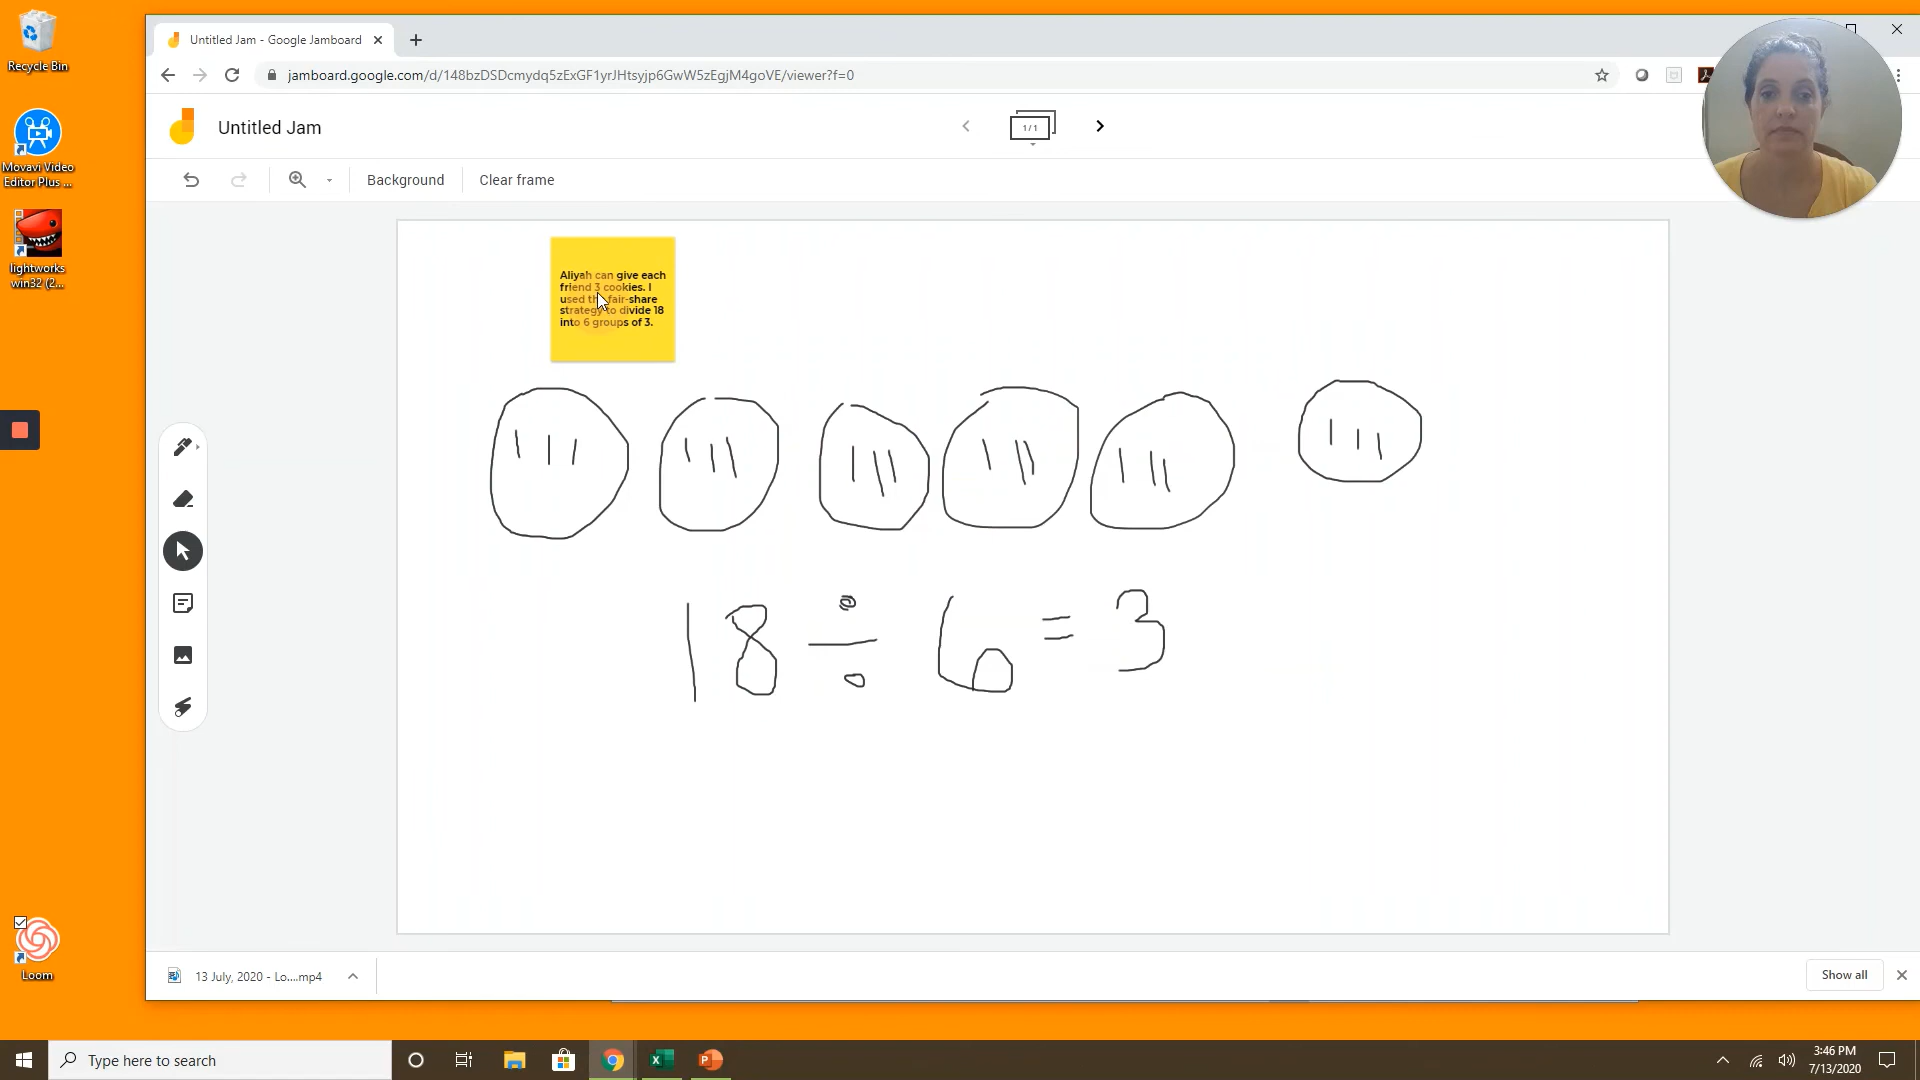 Recycle Bin
Movavi Video
Editor Plus ...
lightworks
win32 (2...
Loom
Untitled Jam - Google Jamboard
jamboard.google.com/d/148bzDSDcmydq5zExGF1yrJHtsyjp6GwW5zEgjM4goVE/viewer?f=0
Untitled Jam
1/1
Background
Clear frame
Aliyah can give each
friend 3 cookies. I
used the fair-share
strategy to divide 18
into 6 groups of 3.
18 ÷ 6 = 3
13 July, 2020 - Lo....mp4
Show all
Type here to search
3:46 PM
7/13/2020